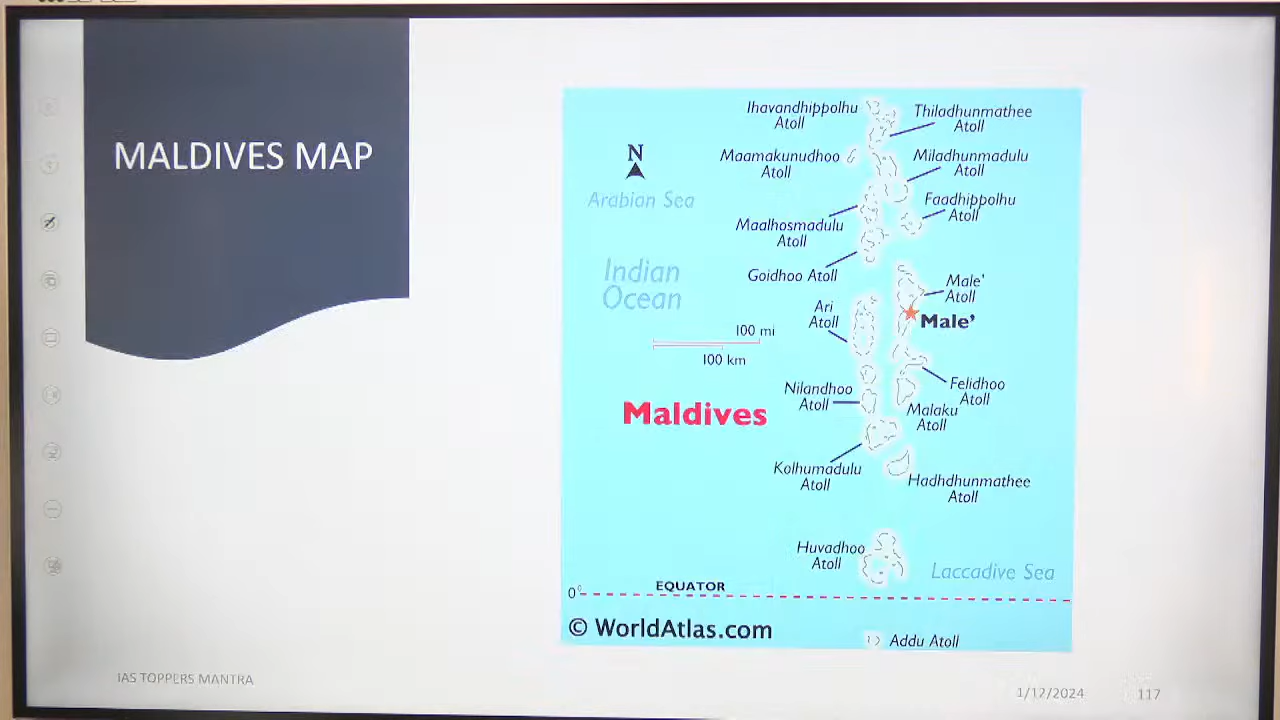 MALDIVES MAP
Ihavandhippolhu
Atoll
Thiladhunmathee
Atoll
N
Maamakunudhoo
Atoll
Miladhunmadulu
Atoll
Arabian Sea
Faadhippolhu
Atoll
Maalhosmadulu
Atoll
Goidhoo Atoll
Indian
Ocean
Male'
Atoll
Ari
Atoll
Male'
100 mi
100 km
Nilandhoo
Atoll
Felidhoo
Atoll
Maldives
Malaku
Atoll
Kolhumadulu
Atoll
Hadhdhunmathee
Atoll
Huvadhoo
Atoll
Laccadive Sea
EQUATOR
0°
© WorldAtlas.com
Addu Atoll
IAS TOPPERS MANTRA
1/17/2024
117